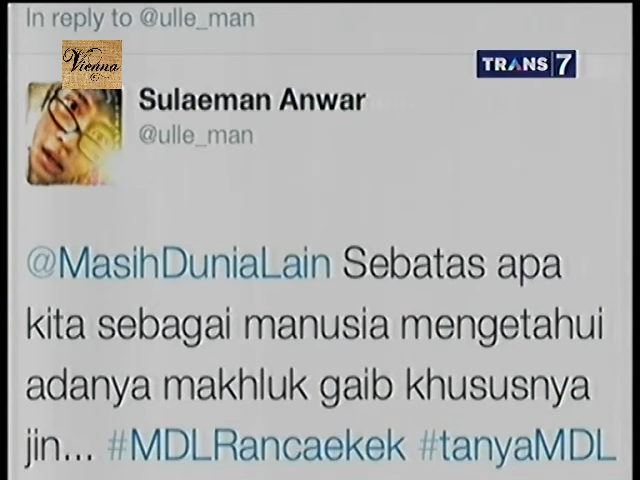 In reply to @ulle_man
Vienna
TRANS 7
Sulaeman Anwar
@ulle_man
@MasihDuniaLain Sebatas apa
kita sebagai manusia mengetahui
adanya makhluk gaib khususnya
jin... #MDLRancaekek #tanyaMDL